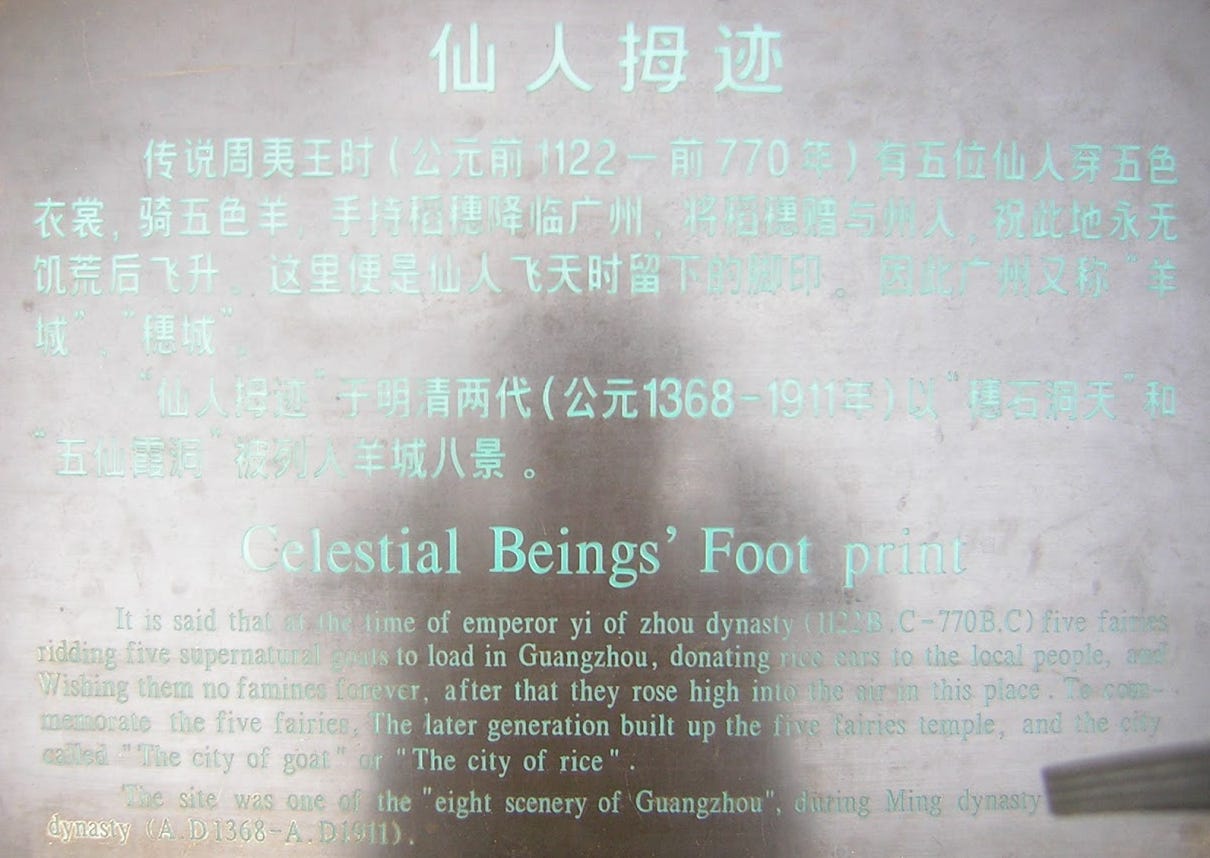 仙人拇迹
传说周夷王时(公元前1122－前770年)有五位仙人穿五色
衣裳,骑五色羊,手持稻穗降临广州,将稻穗赠与州人,祝此地永无
饥荒后飞升。这里便是仙人飞天时留下的脚印。因此广州又称“羊
城”,“穗城”。
“仙人拇迹”于明清两代(公元1368-1911年)以“穗石洞天”和
“五仙霞洞”被列入羊城八景。
Celestial Beings' Foot print
It is said that at the time of emperor yi of zhou dynasty (1122B.C-770B.C) five fairies
ridding five supernatural goats to load in Guangzhou, donating rice ears to the local people, and
Wishing them no famines forever, after that they rose high into the air in this place. To com-
memorate the five fairies, The later generation built up the five fairies temple, and the city
called "The city of goat" or "The city of rice".
The site was one of the "eight scenery of Guangzhou", during Ming dynasty
dynasty (A.D1368-A.D1911).